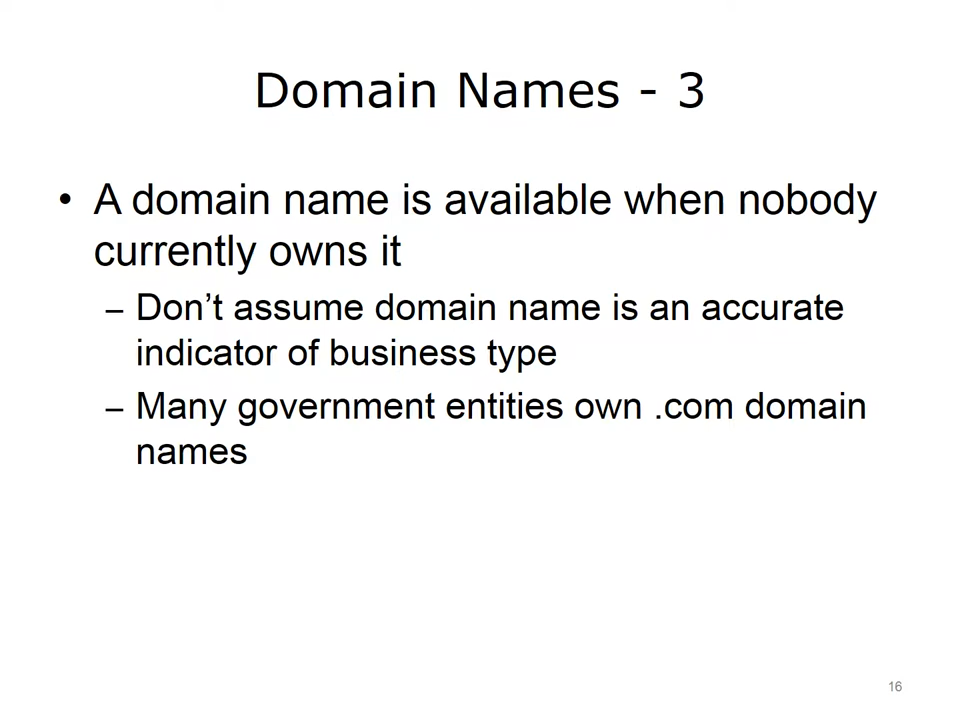 Domain Names - 3
• A domain name is available when nobody
currently owns it
– Don’t assume domain name is an accurate
indicator of business type
– Many government entities own .com domain
names
16